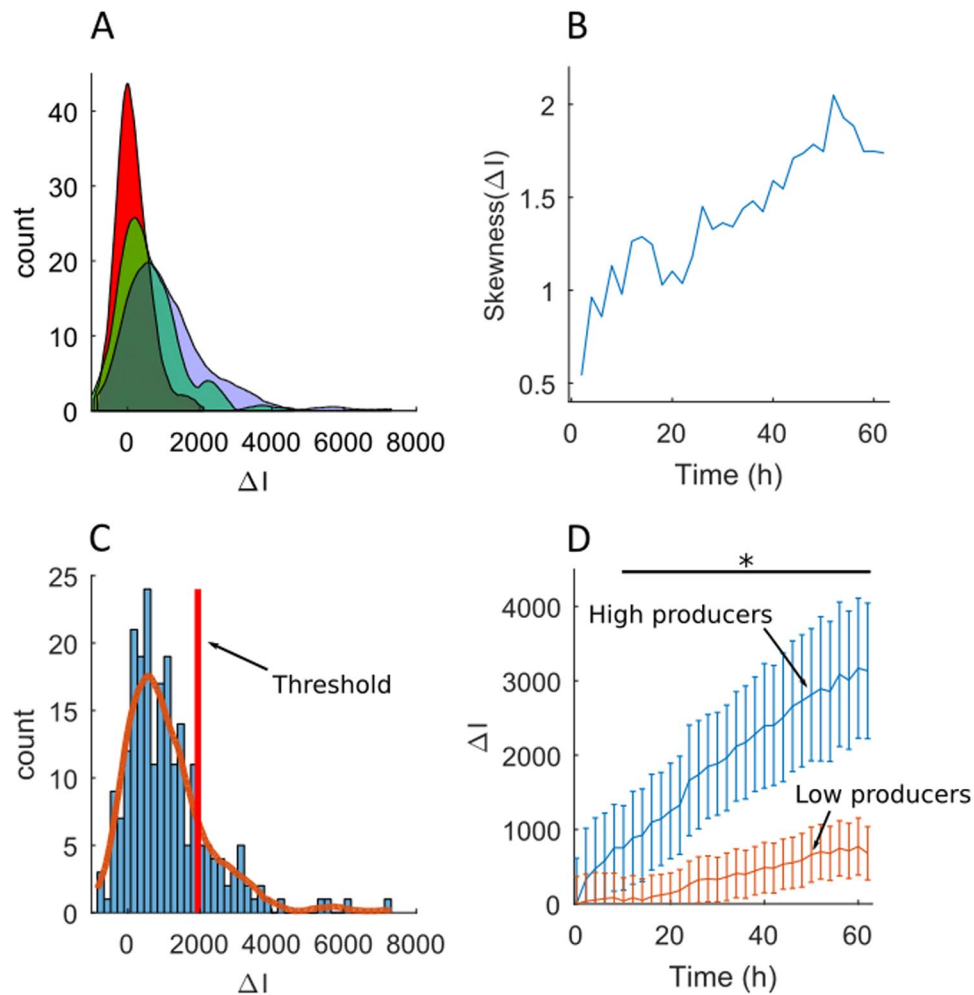 A
count
40
30
20
10
0
0 2000 4000 6000 8000
ΔI
B
Skewness(ΔI)
2
1.5
1
0.5
0 20 40 60
Time (h)
C
count
25
20
15
10
5
0
Threshold
0 2000 4000 6000 8000
ΔI
D
*
ΔI
4000
3000
2000
1000
0
High producers
Low producers
0 20 40 60
Time (h)